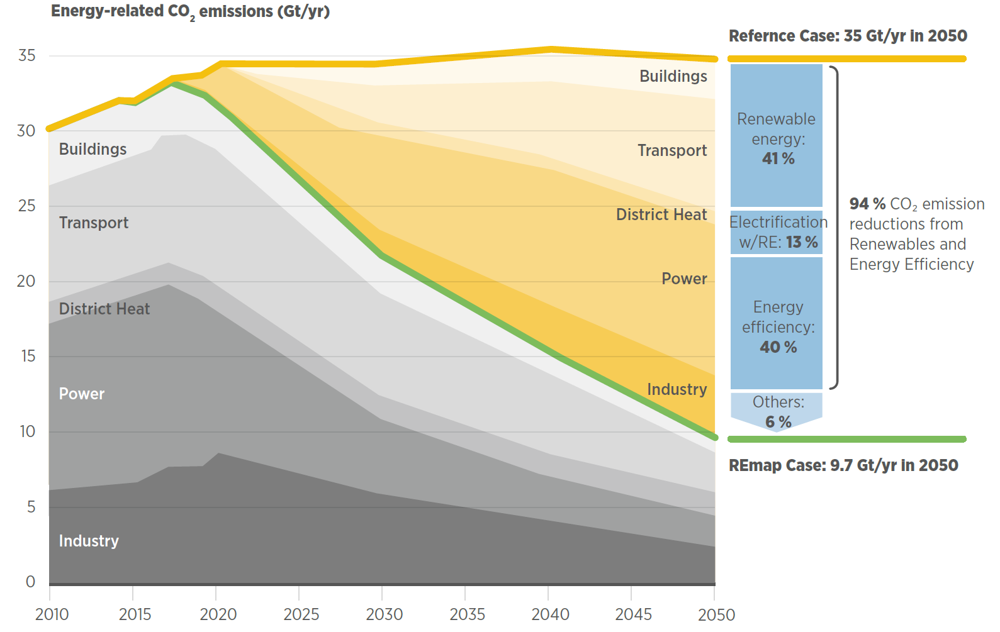 Energy-related CO₂ emissions (Gt/yr)
35
30
25
20
15
10
5
0
2010 2015 2020 2025 2030 2035 2040 2045 2050
Buildings
Transport
District Heat
Power
Industry
Buildings
Transport
District Heat
Power
Industry
Refernce Case: 35 Gt/yr in 2050
Renewable
energy:
41 %
Electrification
w/RE: 13 %
Energy
efficiency:
40 %
Others:
6 %
94 % CO₂ emission
reductions from
Renewables and
Energy Efficiency
REmap Case: 9.7 Gt/yr in 2050